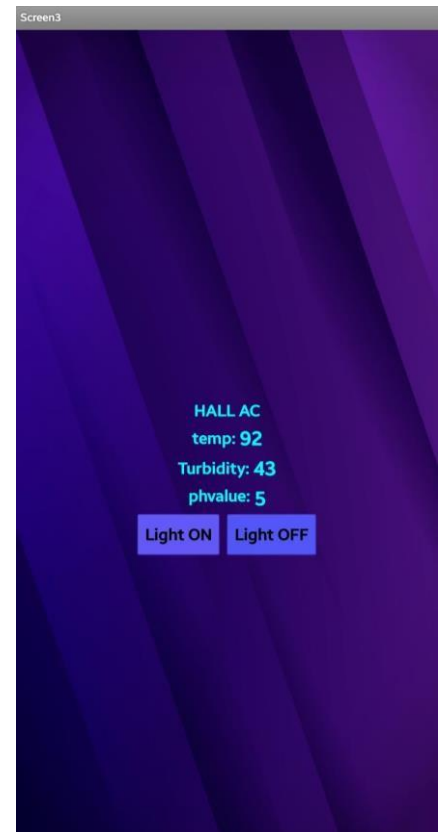 Screen3
HALL AC
temp: 92
Turbidity: 43
phvalue: 5
Light ON Light OFF